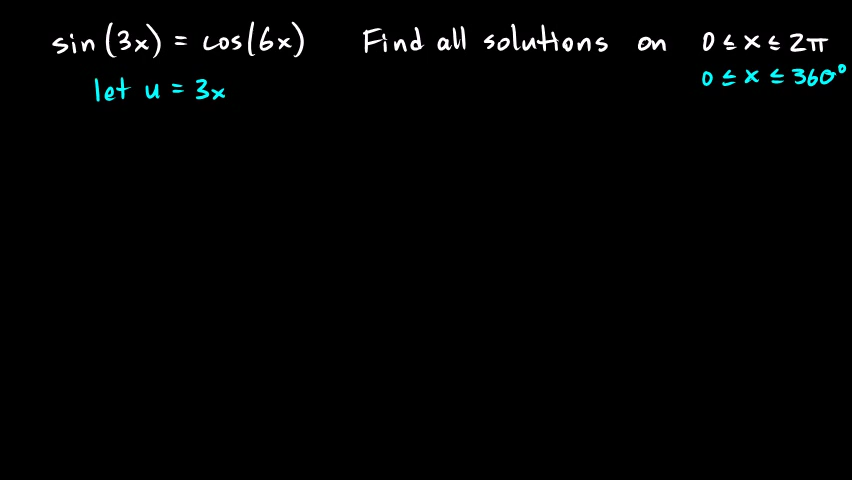 sin(3x) = cos(6x) Find all solutions on 0 ≤ x ≤ 2π
let u = 3x 0 ≤ x ≤ 360°